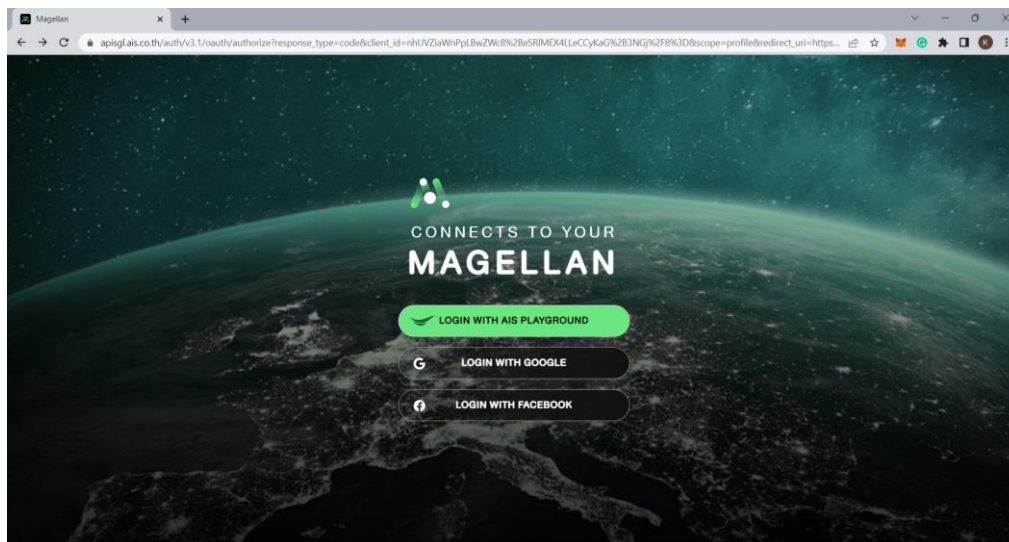 Magellan
apisgl.ais.co.th/auth/v3.1/oauth/authorize?response_type=code&client_id=nhUVZiaWnPpLBwZWc8%2BeSRIMEX4LLeCCyKaG%2B3NGj%2F8%3D&scope=profile&redirect_uri=https...
K
CONNECTS TO YOUR
MAGELLAN
LOGIN WITH AIS PLAYGROUND
LOGIN WITH GOOGLE
LOGIN WITH FACEBOOK